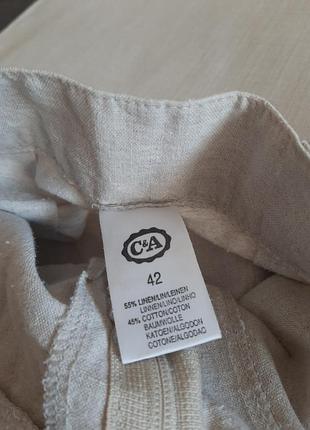 C&A
42
55% LINEN/LIN/LEINEN
LINNEN/LINO/LINHO
45% COTTON/COTON
BAUMWOLLE
KATOEN/ALGODON
COTONE/ALGODAO